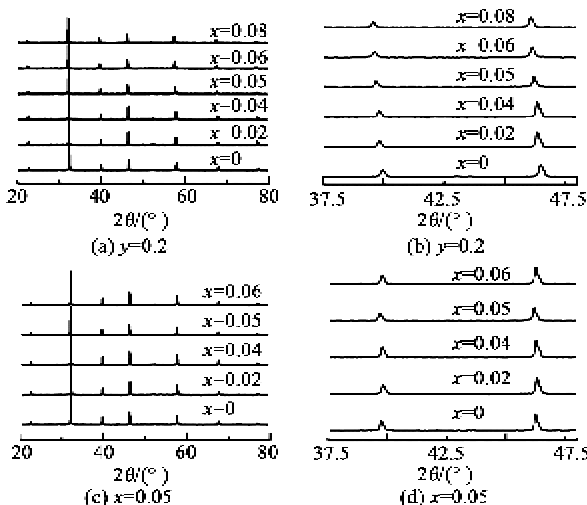 x=0.08
x=0.06
x=0.05
x=0.04
x=0.02
x=0
20 40 60 80
2θ/(°)
(a) y=0.2
x=0.08
x=0.06
x=0.05
x=0.04
x=0.02
x=0
37.5 42.5 47.5
2θ/(°)
(b) y=0.2
x=0.06
x=0.05
x=0.04
x=0.02
x=0
20 40 60 80
2θ/(°)
(c) x=0.05
x=0.06
x=0.05
x=0.04
x=0.02
x=0
37.5 42.5 47.5
2θ/(°)
(d) x=0.05